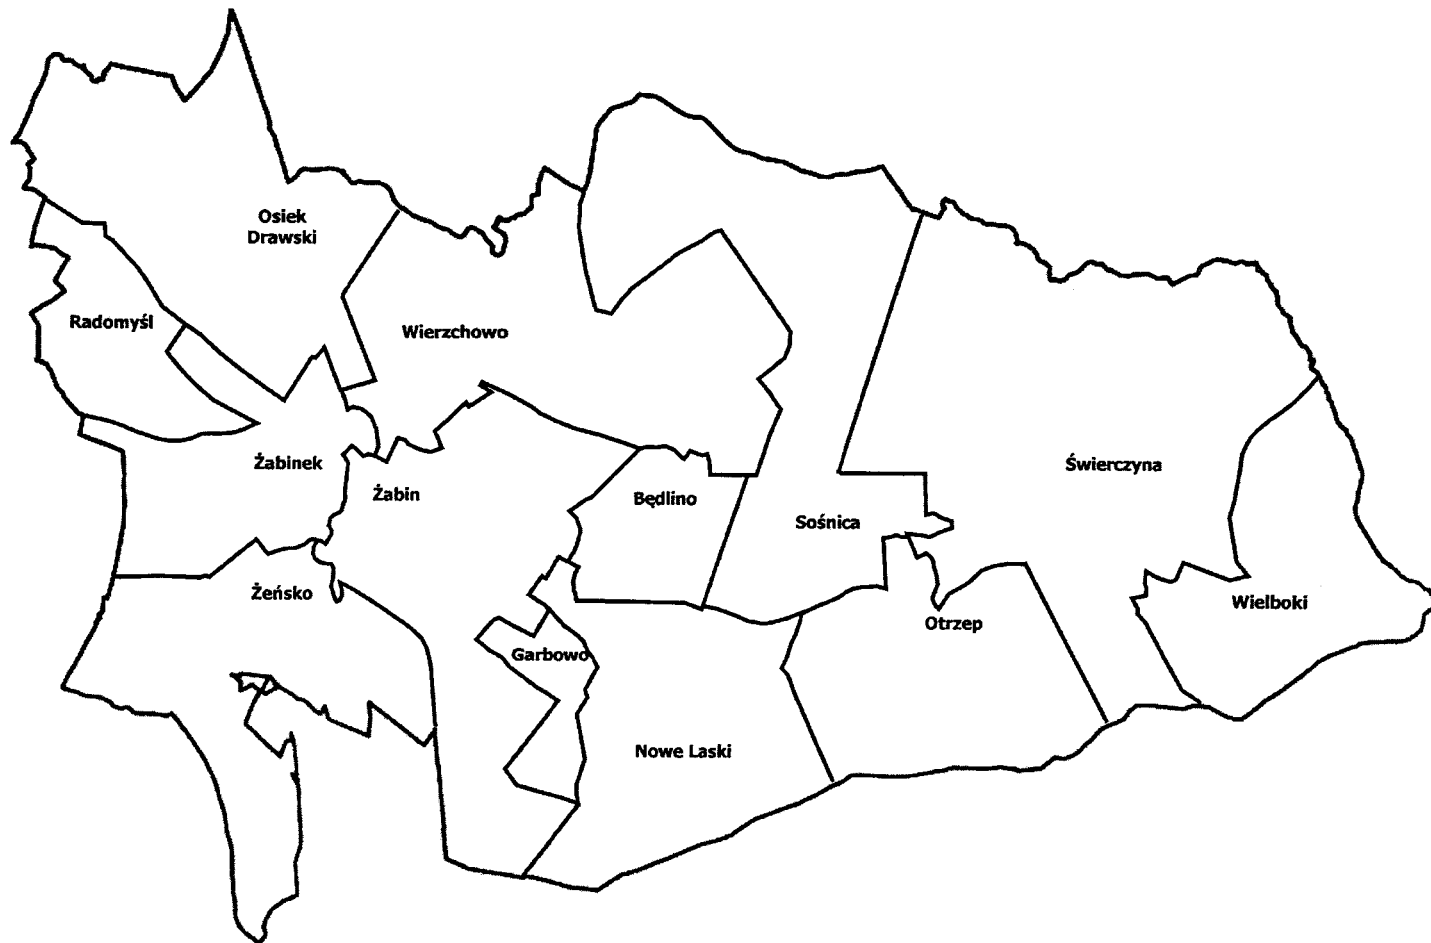 Osiek
Drawski
Radomyśl
Wierzchowo
Żabinek
Żabin
Będlino
Sośnica
Świerczyna
Żeńsko
Garbowo
Otrzep
Wielboki
Nowe Laski